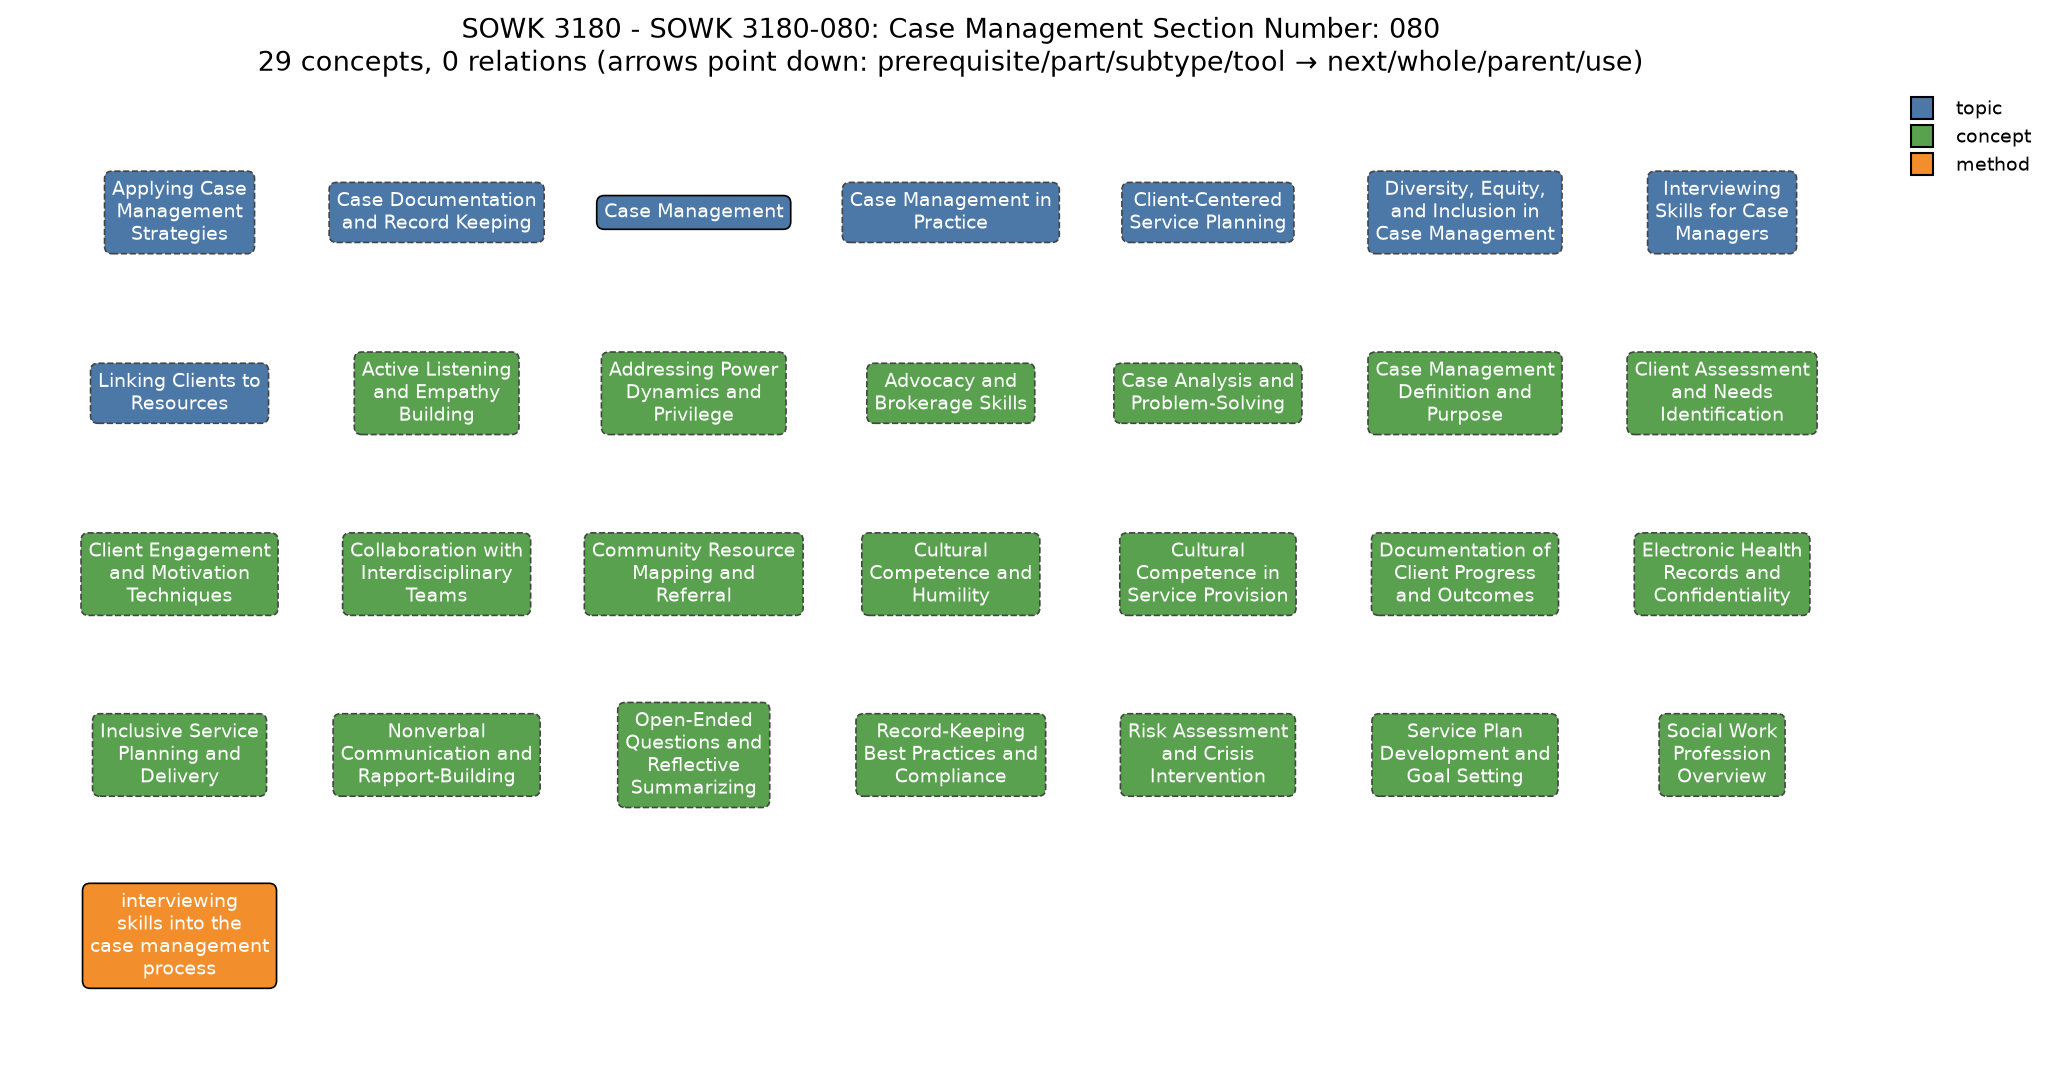 SOWK 3180 - SOWK 3180-080: Case Management Section Number: 080
29 concepts, 0 relations (arrows point down: prerequisite/part/subtype/tool → next/whole/parent/use)
topic
concept
method
Applying Case
Management
Strategies
Case Documentation
and Record Keeping
Case Management
Case Management in
Practice
Client-Centered
Service Planning
Diversity, Equity,
and Inclusion in
Case Management
Interviewing
Skills for Case
Managers
Linking Clients to
Resources
Active Listening
and Empathy
Building
Addressing Power
Dynamics and
Privilege
Advocacy and
Brokerage Skills
Case Analysis and
Problem-Solving
Case Management
Definition and
Purpose
Client Assessment
and Needs
Identification
Client Engagement
and Motivation
Techniques
Collaboration with
Interdisciplinary
Teams
Community Resource
Mapping and
Referral
Cultural
Competence and
Humility
Cultural
Competence in
Service Provision
Documentation of
Client Progress
and Outcomes
Electronic Health
Records and
Confidentiality
Inclusive Service
Planning and
Delivery
Nonverbal
Communication and
Rapport-Building
Open-Ended
Questions and
Reflective
Summarizing
Record-Keeping
Best Practices and
Compliance
Risk Assessment
and Crisis
Intervention
Service Plan
Development and
Goal Setting
Social Work
Profession
Overview
interviewing
skills into the
case management
process